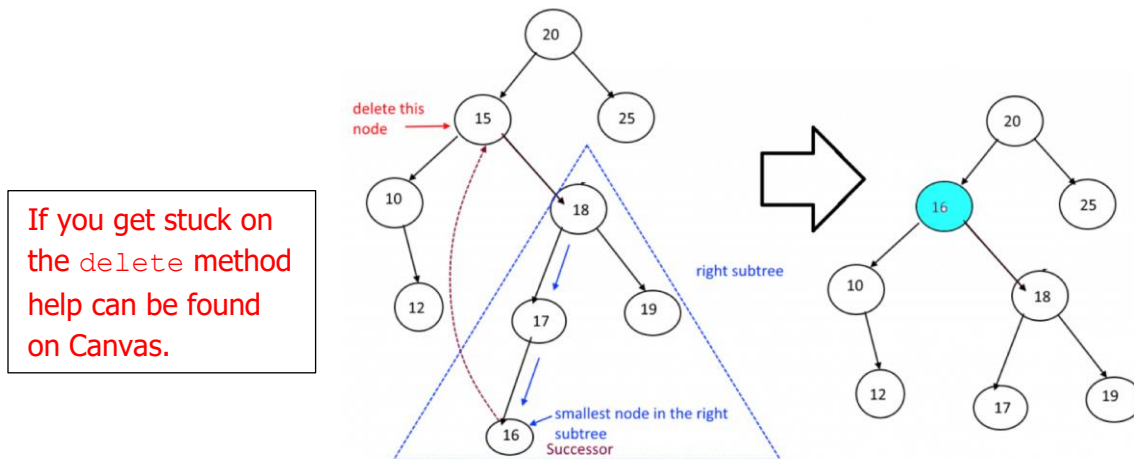 If you get stuck on
the delete method
help can be found
on Canvas.
20
delete this
node
15
25
10
18
right subtree
12
17
19
smallest node in the right
subtree
16
Successor
20
16
25
10
18
12
17
19